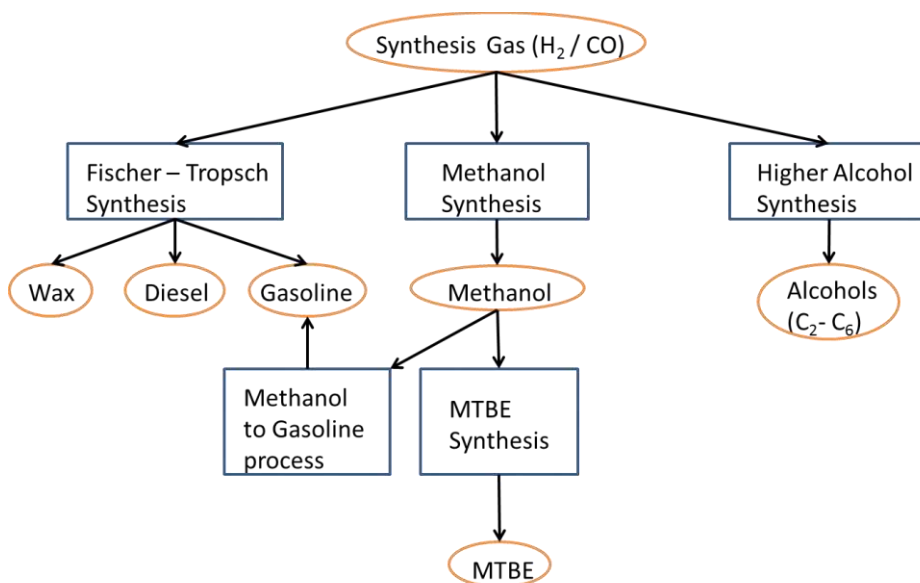 Synthesis Gas (H₂ / CO)
Fischer – Tropsch
Synthesis
Methanol
Synthesis
Higher Alcohol
Synthesis
Wax
Diesel
Gasoline
Methanol
Alcohols
(C₂- C₆)
Methanol
to Gasoline
process
MTBE
Synthesis
MTBE